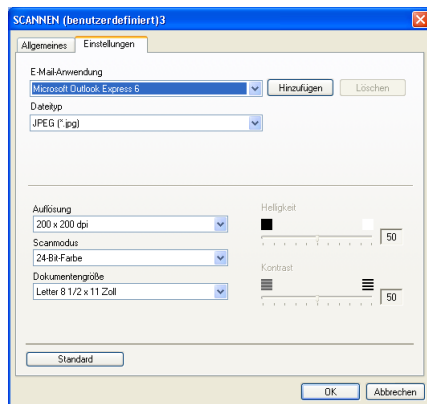 SCANNEN (benutzerdefiniert)3
Allgemeines Einstellungen
E-Mail-Anwendung
Microsoft Outlook Express 6 Hinzufügen Löschen
Dateityp
JPEG (*.jpg)
Auflösung Helligkeit
200 x 200 dpi
50
Scanmodus
24-Bit-Farbe
Dokumentengröße Kontrast
Letter 8 1/2 x 11 Zoll
50
Standard
OK Abbrechen